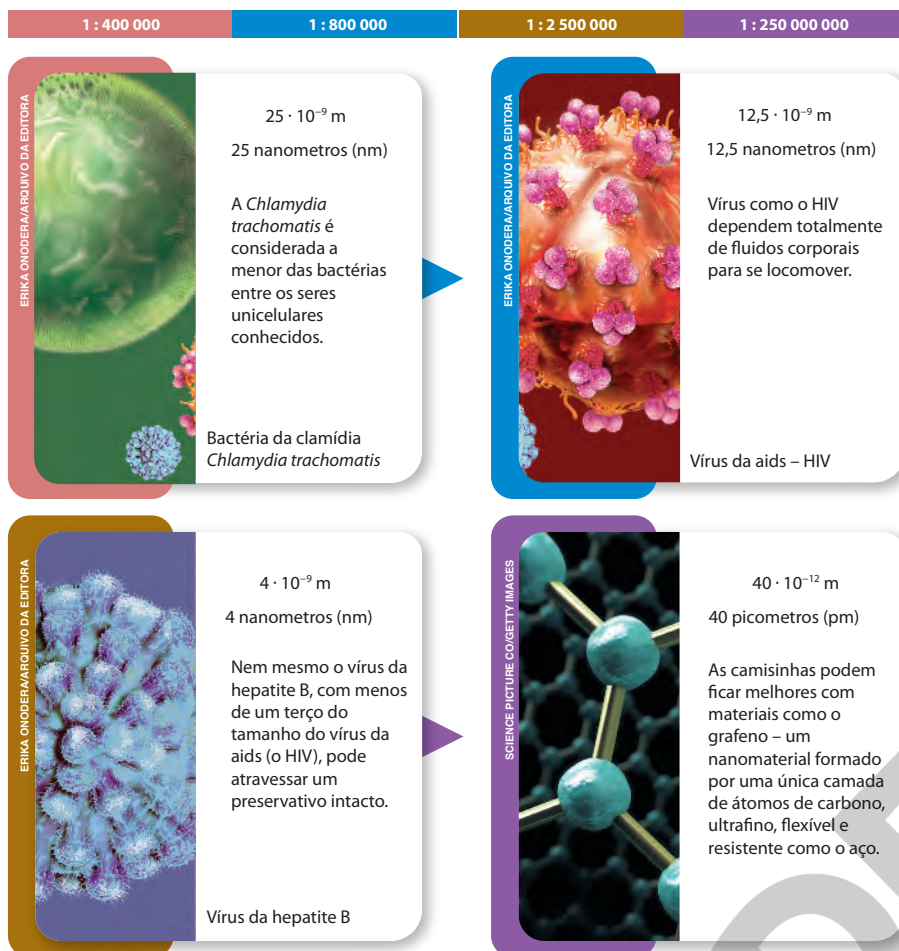 1 : 400 000
1 : 800 000
1 : 2 500 000
1 : 250 000 000
ERIKA ONODERA/ARQUIVO DA EDITORA
25 · 10⁻⁹ m
25 nanometros (nm)
A Chlamydia
trachomatis é
considerada a
menor das bactérias
entre os seres
unicelulares
conhecidos.
Bactéria da clamídia
Chlamydia trachomatis
ERIKA ONODERA/ARQUIVO DA EDITORA
12,5 · 10⁻⁹ m
12,5 nanometros (nm)
Vírus como o HIV
dependem totalmente
de fluidos corporais
para se locomover.
Vírus da aids – HIV
ERIKA ONODERA/ARQUIVO DA EDITORA
4 · 10⁻⁹ m
4 nanometros (nm)
Nem mesmo o vírus da
hepatite B, com menos
de um terço do
tamanho do vírus da
aids (o HIV), pode
atravessar um
preservativo intacto.
Vírus da hepatite B
SCIENCE PICTURE CO/GETTY IMAGES
40 · 10⁻¹² m
40 picometros (pm)
As camisinhas podem
ficar melhores com
materiais como o
grafeno – um
nanomaterial formado
por uma única camada
de átomos de carbono,
ultrafino, flexível e
resistente como o aço.